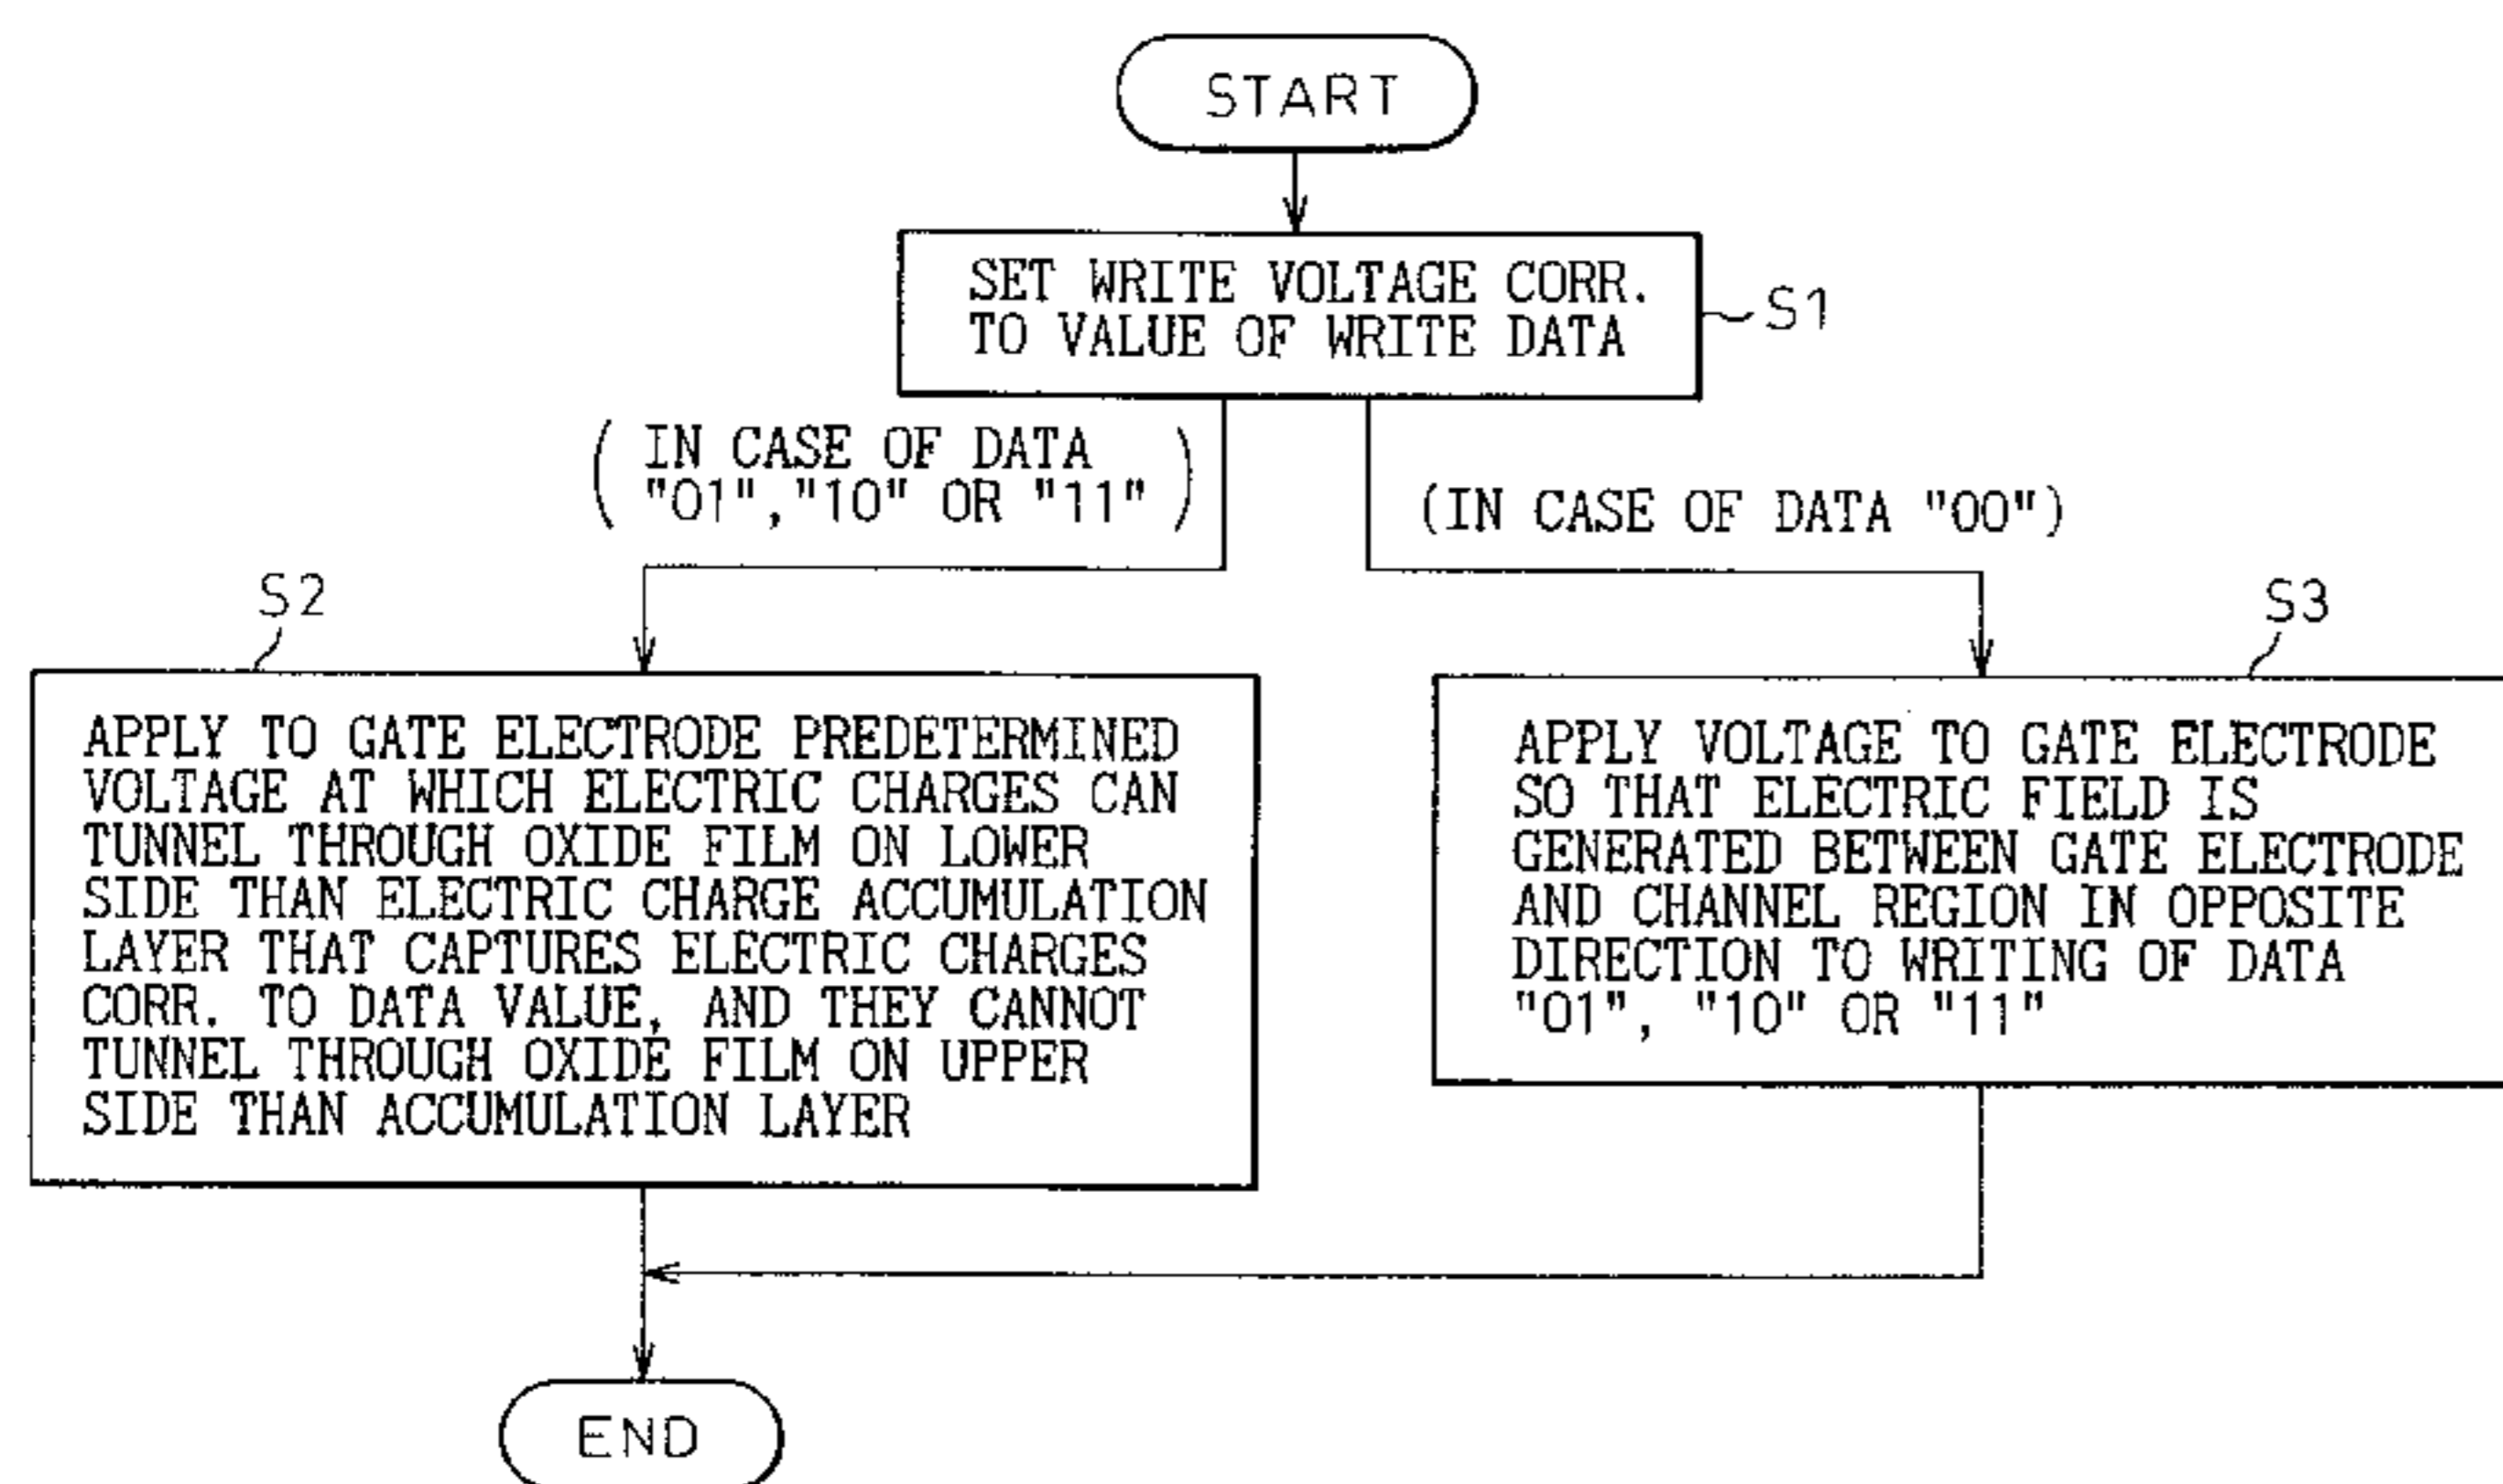 START
SET WRITE VOLTAGE CORR.
TO VALUE OF WRITE DATA
S1
( IN CASE OF DATA
"01","10" OR "11" )
(IN CASE OF DATA "00")
S2
APPLY TO GATE ELECTRODE PREDETERMINED
VOLTAGE AT WHICH ELECTRIC CHARGES CAN
TUNNEL THROUGH OXIDE FILM ON LOWER
SIDE THAN ELECTRIC CHARGE ACCUMULATION
LAYER THAT CAPTURES ELECTRIC CHARGES
CORR. TO DATA VALUE, AND THEY CANNOT
TUNNEL THROUGH OXIDE FILM ON UPPER
SIDE THAN ACCUMULATION LAYER
S3
APPLY VOLTAGE TO GATE ELECTRODE
SO THAT ELECTRIC FIELD IS
GENERATED BETWEEN GATE ELECTRODE
AND CHANNEL REGION IN OPPOSITE
DIRECTION TO WRITING OF DATA
"01", "10" OR "11"
END